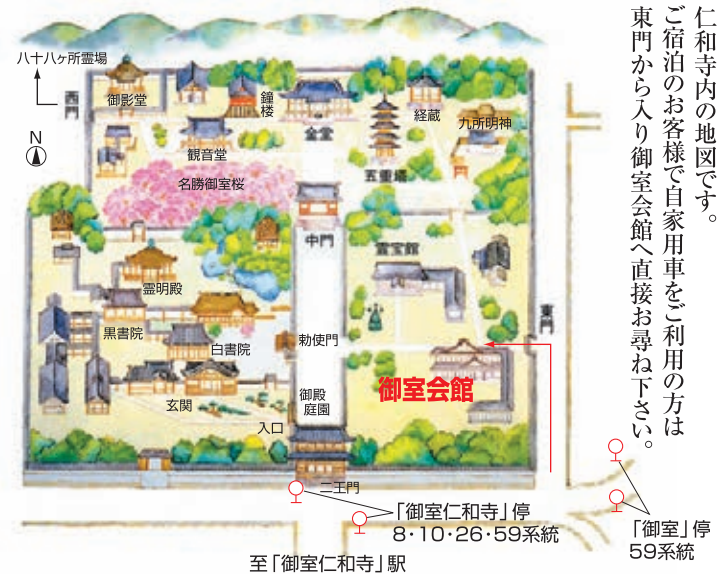 仁和寺内の地図です。
ご宿泊のお客様で自家用車をご利用の方は
東門から入り御室会館へ直接お尋ね下さい。
八十八ヶ所霊場
西門
N
御影堂
鐘楼
金堂
経蔵
九所明神
観音堂
五重塔
名勝御室桜
中門
霊宝館
霊明殿
東門
黒書院
白書院
勅使門
御室会館
玄関
御殿
庭園
入口
二王門
「御室仁和寺」停
8・10・26・59系統
「御室」停
59系統
至「御室仁和寺」駅